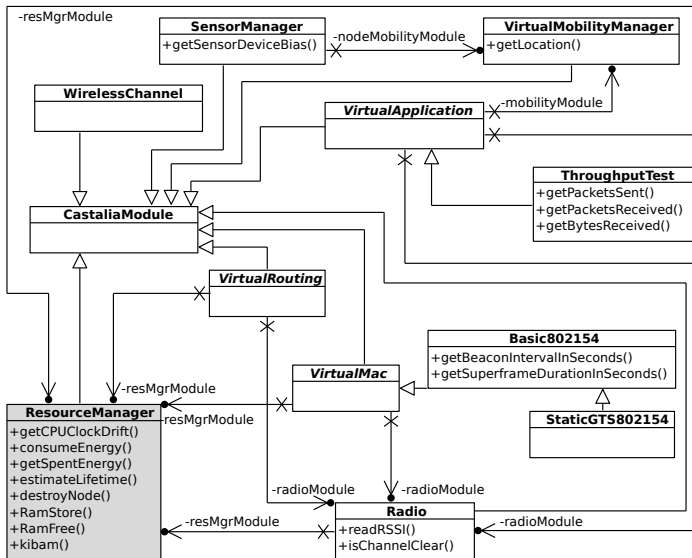 -resMgrModule
SensorManager
+getSensorDeviceBias()
-nodeMobilityModule
VirtualMobilityManager
+getLocation()
WirelessChannel
VirtualApplication
-mobilityModule
ThroughputTest
+getPacketsSent()
+getPacketsReceived()
+getBytesReceived()
CastaliaModule
VirtualRouting
Basic802154
+getBeaconIntervalInSeconds()
+getSuperframeDurationInSeconds()
VirtualMac
StaticGTS802154
-resMgrModule
-resMgrModule
ResourceManager
+getCPUClockDrift()
+consumeEnergy()
+getSpentEnergy()
+estimateLifetime()
+destroyNode()
+RamStore()
+RamFree()
+kibam()
-radioModule
-radioModule
-resMgrModule
Radio
+readRSSI()
+isChannelClear()
-radioModule